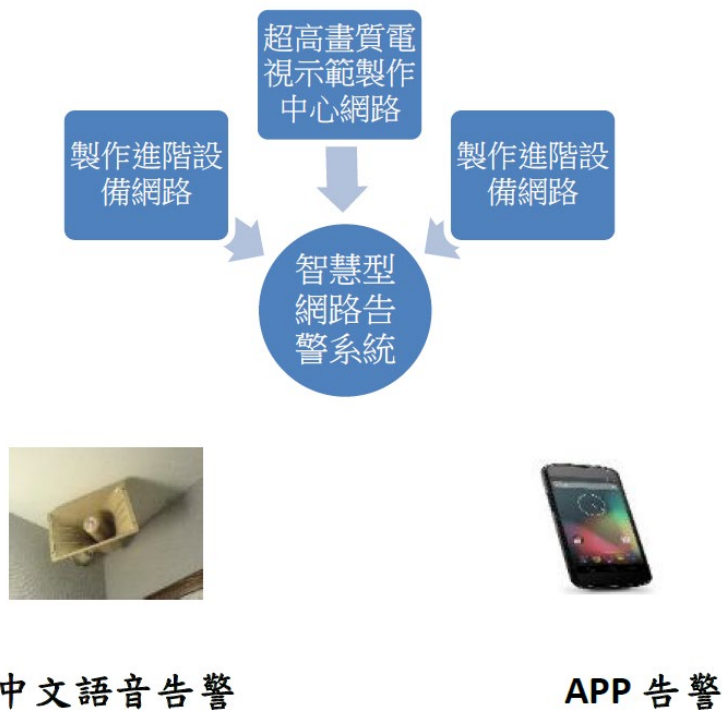 超高畫質電
視示範製作
中心網路
製作進階設
備網路
製作進階設
備網路
智慧型
網路告
警系統
中文語音告警
APP 告警